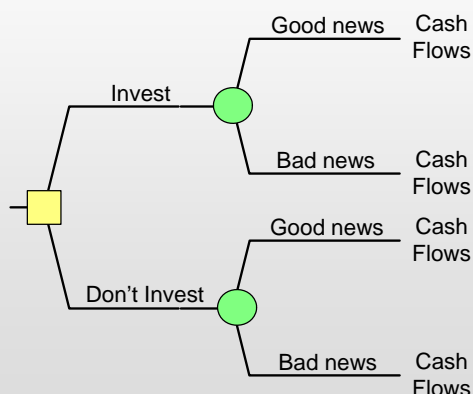 Good news
Cash
Flows
Invest
Bad news
Cash
Flows
Good news
Cash
Flows
Don't Invest
Bad news
Cash
Flows